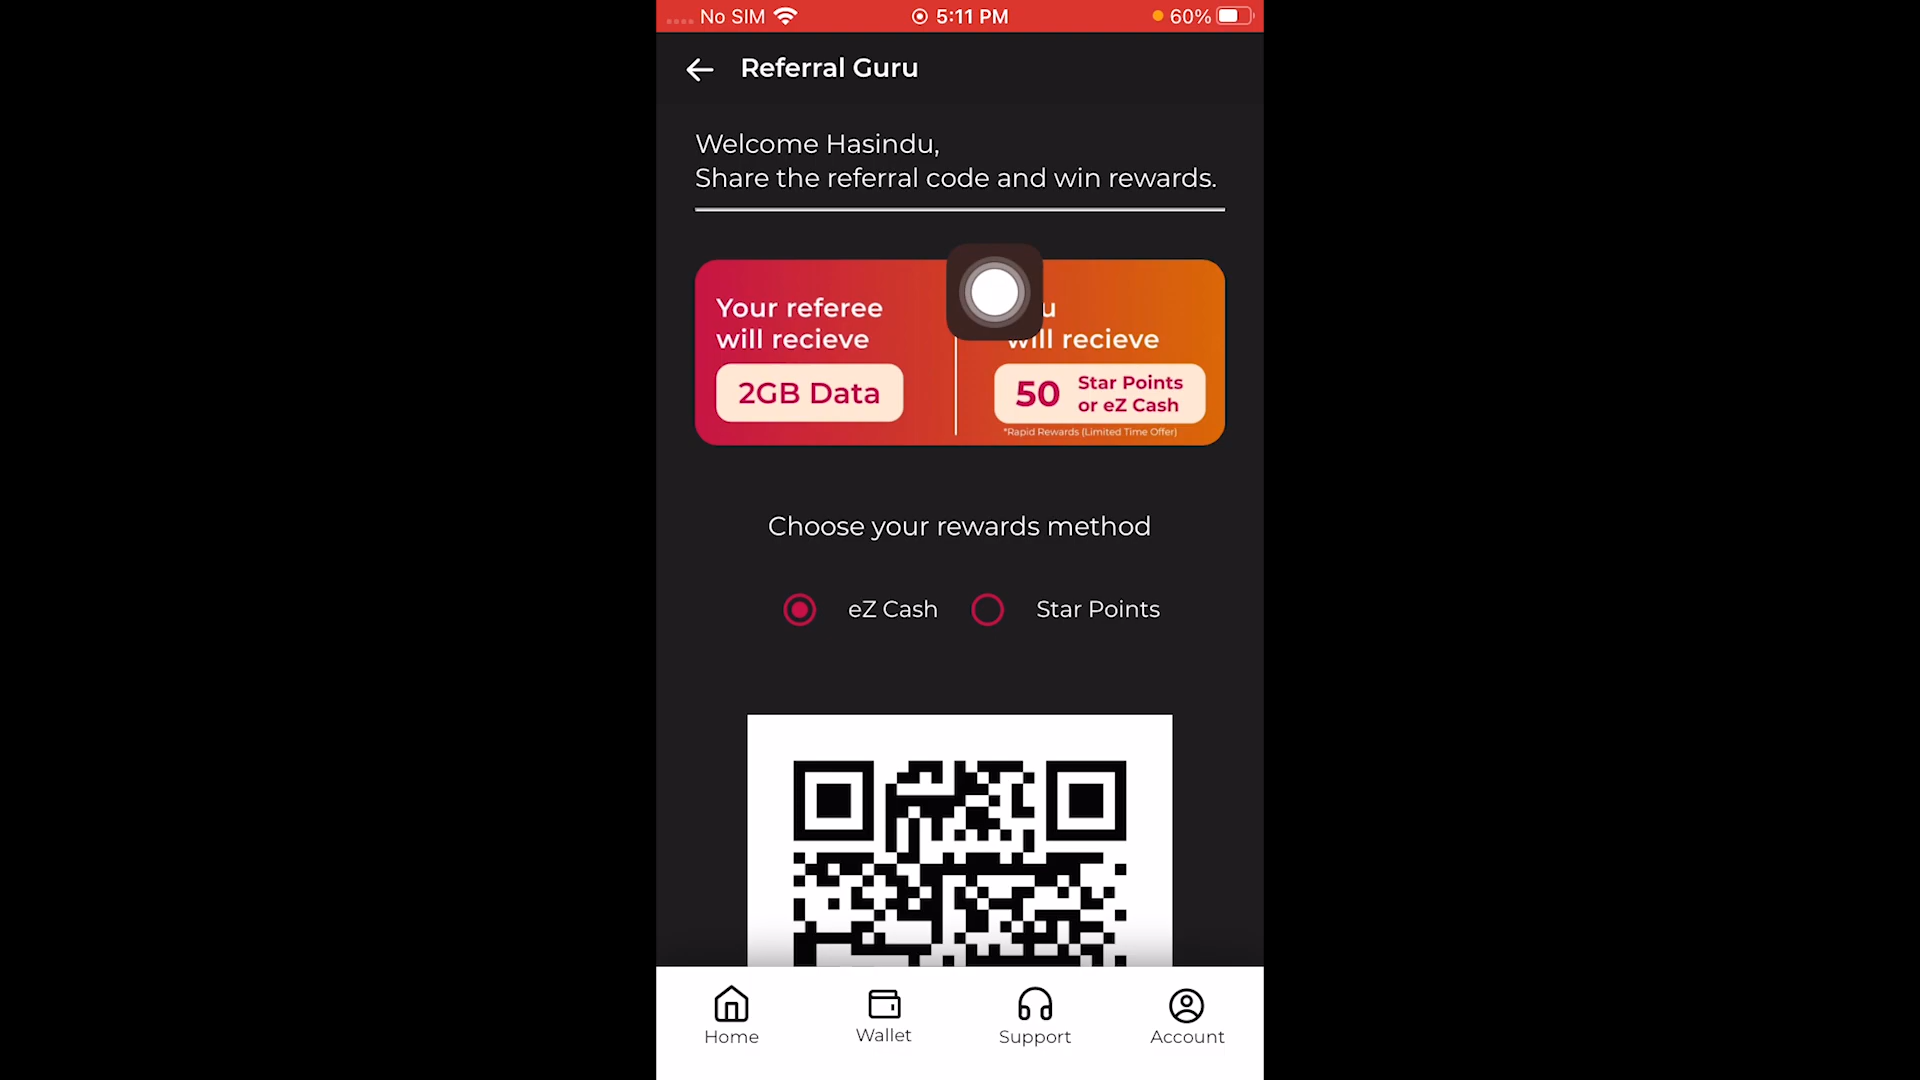 No SIM 5:11 PM 60%
Referral Guru
Welcome Hasindu,
Share the referral code and win rewards.
Your referee
will recieve
2GB Data
will recieve
50 Star Points
or eZ Cash
*Rapid Rewards (Limited Time Offer)
Choose your rewards method
eZ Cash Star Points
Home Wallet Support Account